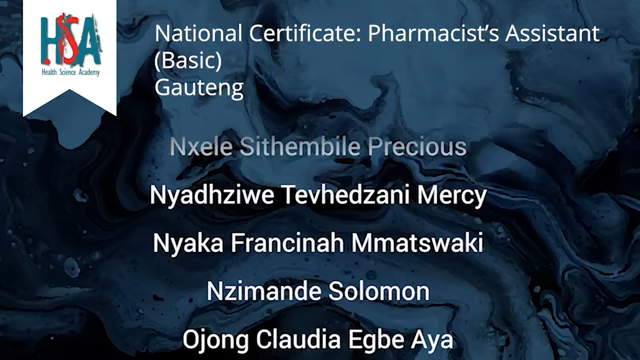 HSA
Health Science Academy
National Certificate: Pharmacist's Assistant
(Basic)
Gauteng
Nxele Sithembile Precious
Nyadhziwe Tevhedzani Mercy
Nyaka Francinah Mmatswaki
Nzimande Solomon
Ojong Claudia Egbe Aya